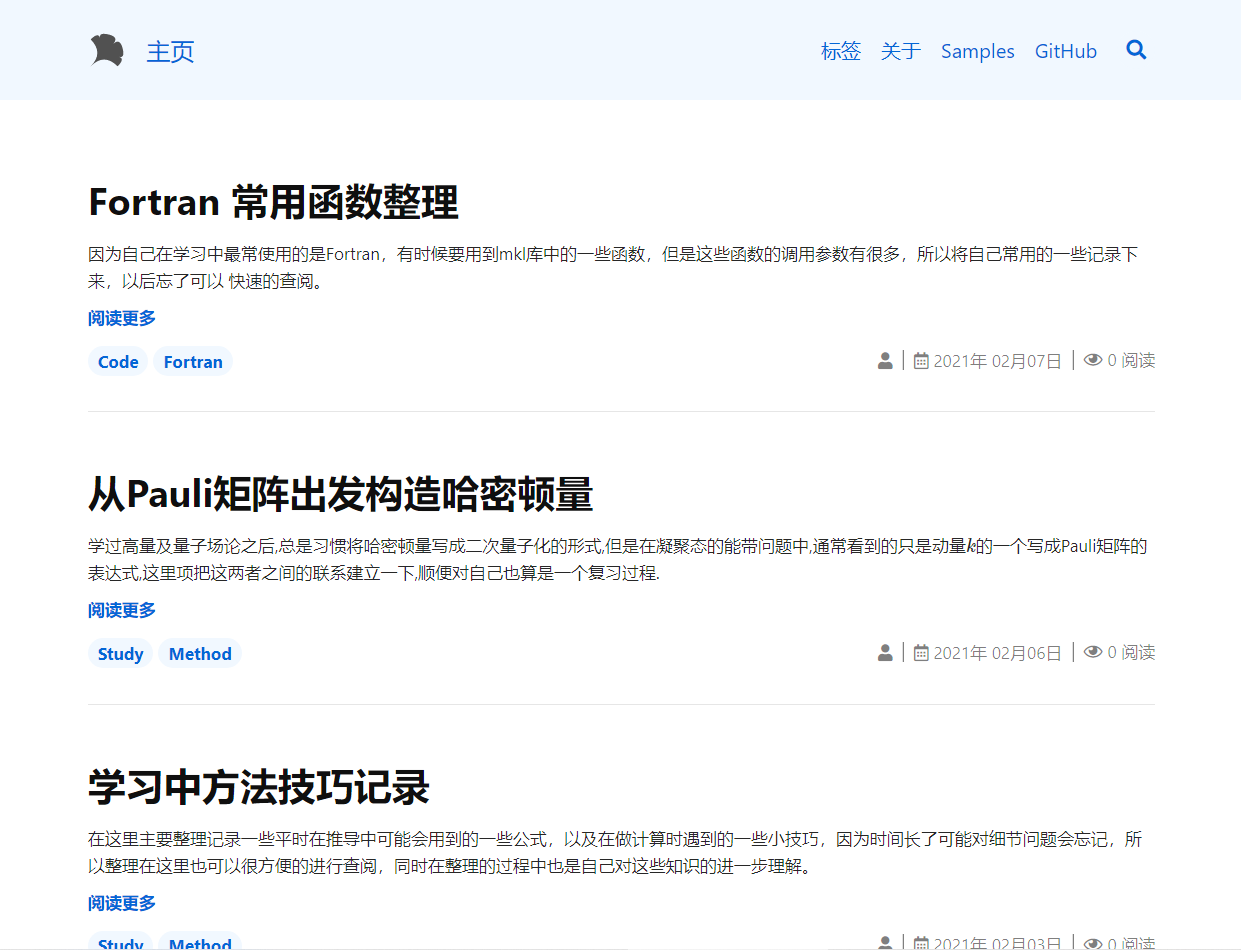 主页
标签 关于 Samples GitHub
Fortran 常用函数整理
因为自己在学习中最常使用的是Fortran，有时候要用到mkl库中的一些函数，但是这些函数的调用参数有很多，所以将自己常用的一些记录下
来，以后忘了可以 快速的查阅。
阅读更多
Code Fortran
2021年 02月07日 0 阅读
从Pauli矩阵出发构造哈密顿量
学过高量及量子场论之后,总是习惯将哈密顿量写成二次量子化的形式,但是在凝聚态的能带问题中,通常看到的只是动量k的一个写成Pauli矩阵的
表达式,这里项把这两者之间的联系建立一下,顺便对自己也算是一个复习过程.
阅读更多
Study Method
2021年 02月06日 0 阅读
学习中方法技巧记录
在这里主要整理记录一些平时在推导中可能会用到的一些公式，以及在做计算时遇到的一些小技巧，因为时间长了可能对细节问题会忘记，所
以整理在这里也可以很方便的进行查阅，同时在整理的过程中也是自己对这些知识的进一步理解。
阅读更多
Study Method
2021年 02月03日 0 阅读